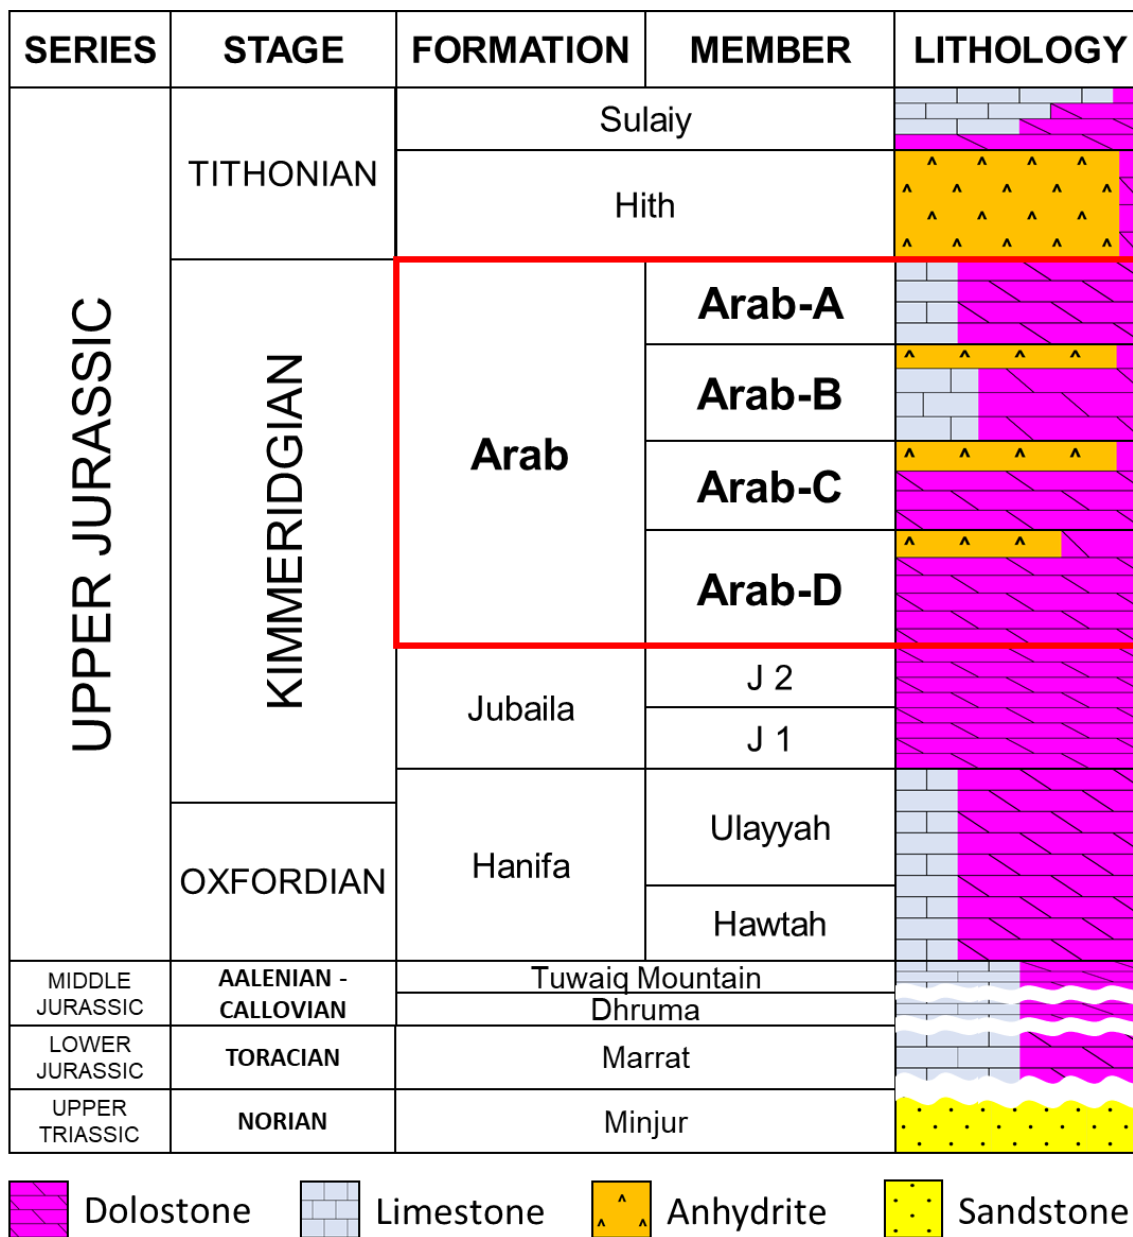 SERIES STAGE FORMATION MEMBER LITHOLOGY
UPPER JURASSIC
TITHONIAN
Sulaiy
Hith
KIMMERIDGIAN
Arab
Arab-A
Arab-B
Arab-C
Arab-D
Jubaila
J 2
J 1
OXFORDIAN
Hanifa
Ulayyah
Hawtah
MIDDLE
JURASSIC
AALENIAN -
CALLOVIAN
Tuwaiq Mountain
Dhruma
LOWER
JURASSIC
TORACIAN
Marrat
UPPER
TRIASSIC
NORIAN
Minjur
Dolostone Limestone Anhydrite Sandstone